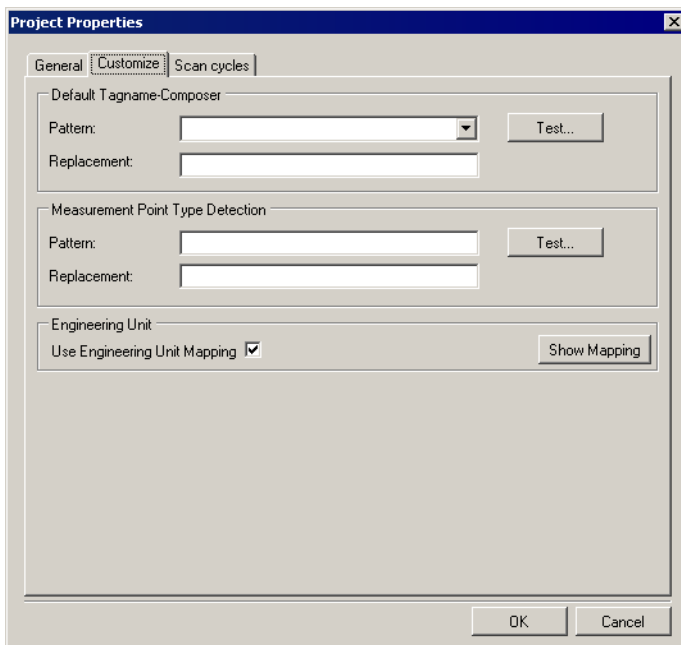 Project Properties
General Customize Scan cycles
Default Tagname-Composer
Pattern: Test...
Replacement:
Measurement Point Type Detection
Pattern: Test...
Replacement:
Engineering Unit
Use Engineering Unit Mapping Show Mapping
OK Cancel